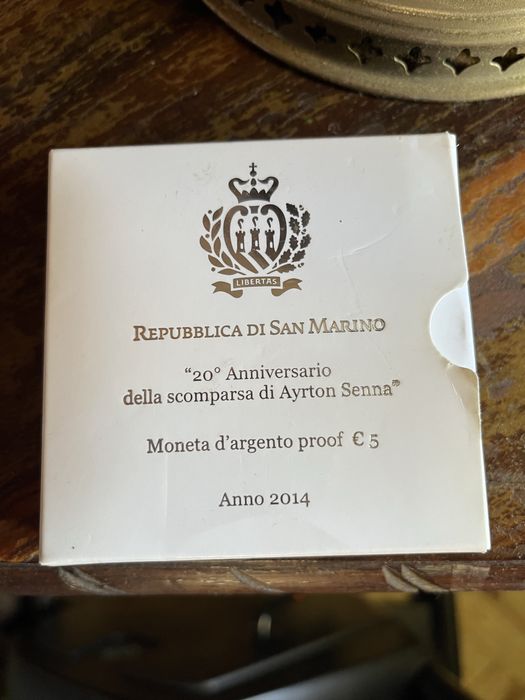 LIBERTAS
REPUBBLICA DI SAN MARINO
“20° Anniversario
della scomparsa di Ayrton Senna”
Moneta d'argento proof € 5
Anno 2014